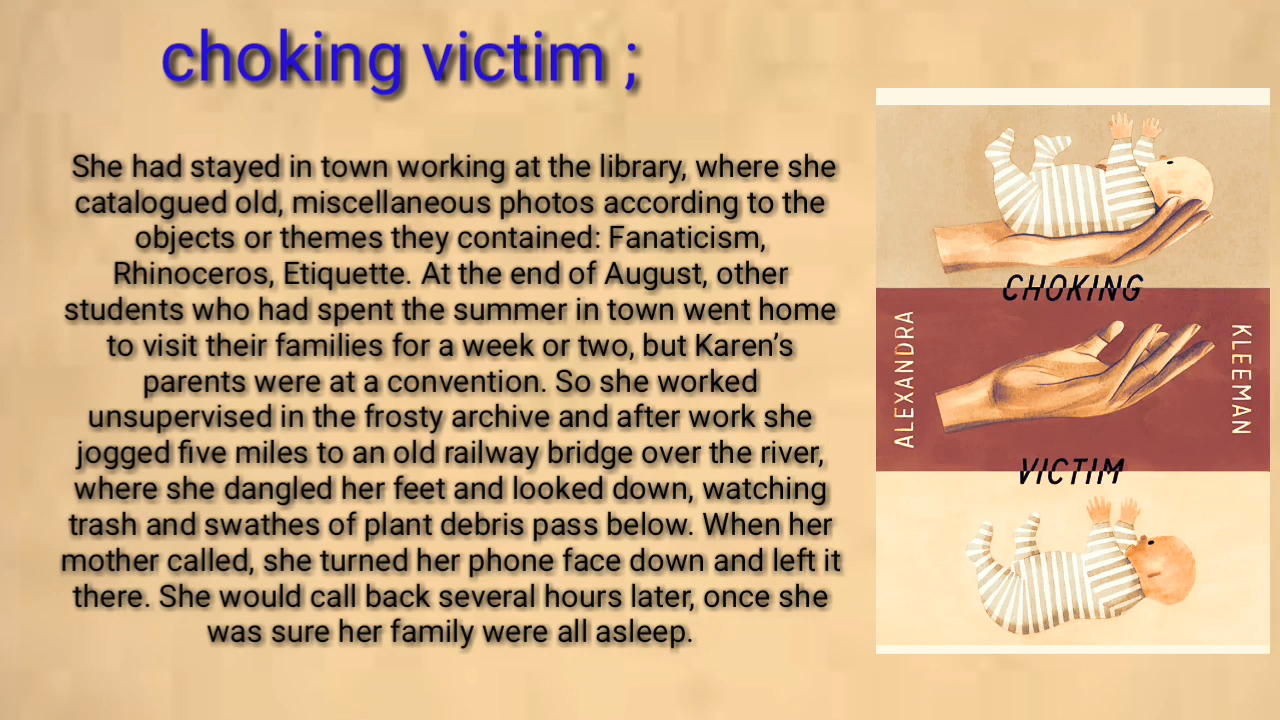 choking victim ;
She had stayed in town working at the library, where she
catalogued old, miscellaneous photos according to the
objects or themes they contained: Fanaticism,
Rhinoceros, Etiquette. At the end of August, other
students who had spent the summer in town went home
to visit their families for a week or two, but Karen’s
parents were at a convention. So she worked
unsupervised in the frosty archive and after work she
jogged five miles to an old railway bridge over the river,
where she dangled her feet and looked down, watching
trash and swathes of plant debris pass below. When her
mother called, she turned her phone face down and left it
there. She would call back several hours later, once she
was sure her family were all asleep.
CHOKING
ALEXANDRA
KLEEMAN
VICTIM